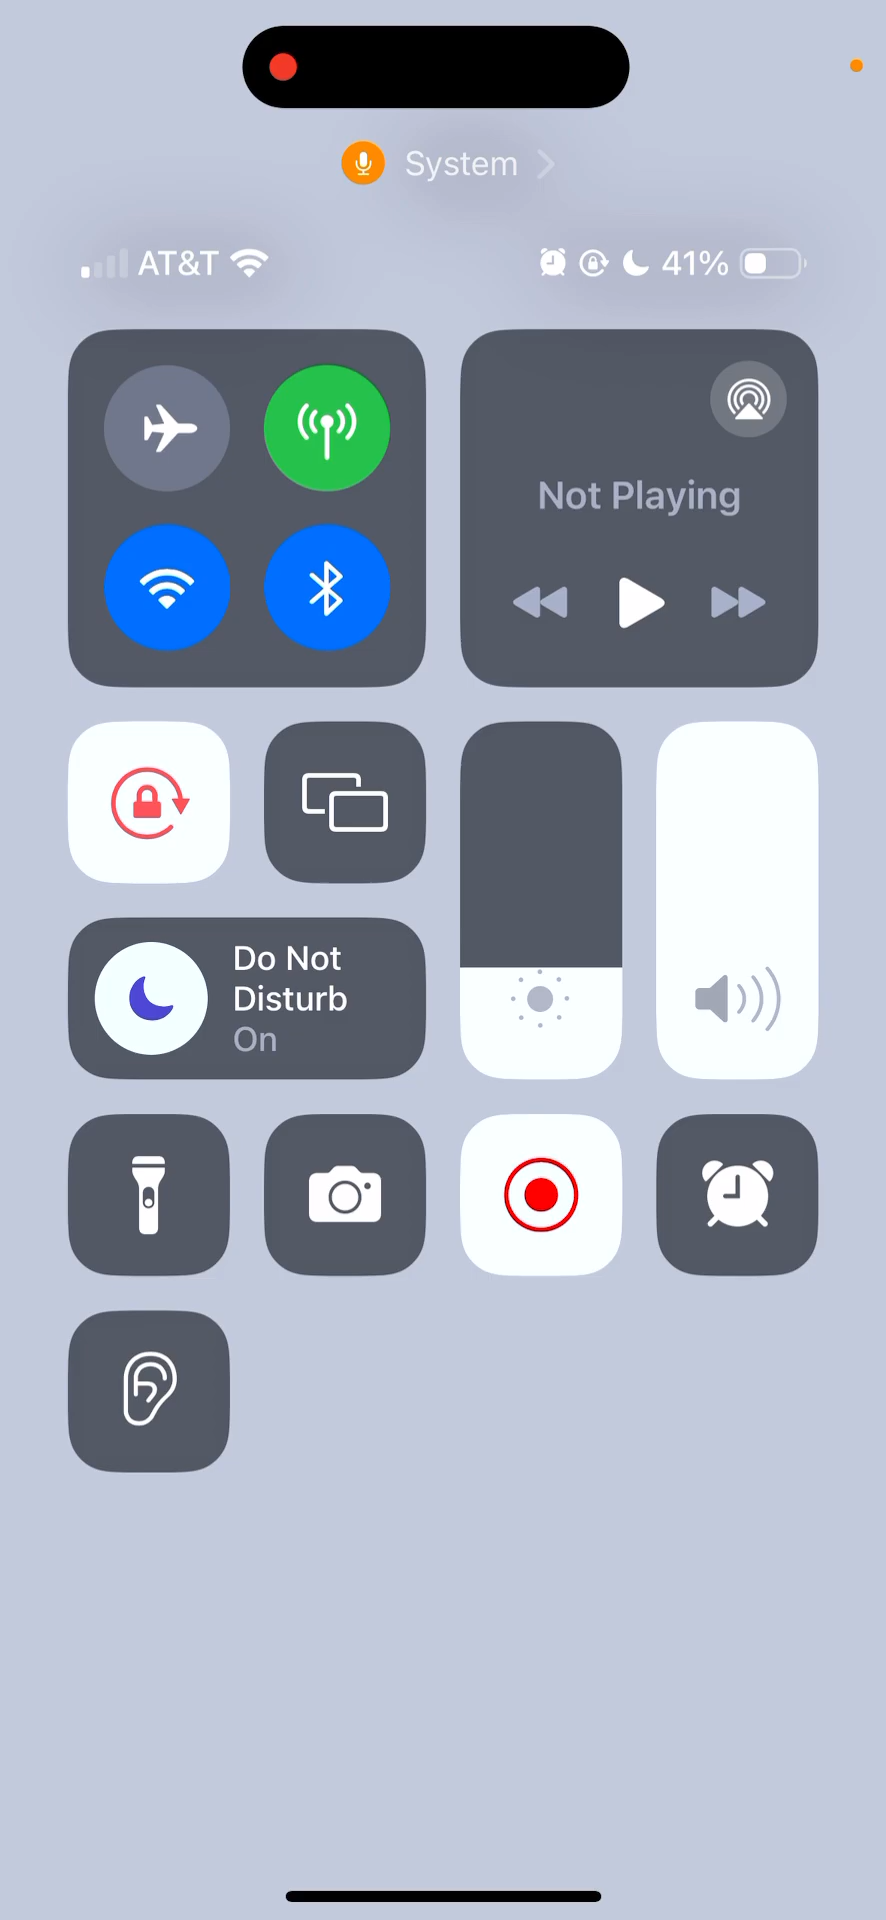 System
AT&T 41%
Not Playing
Do Not
Disturb
On